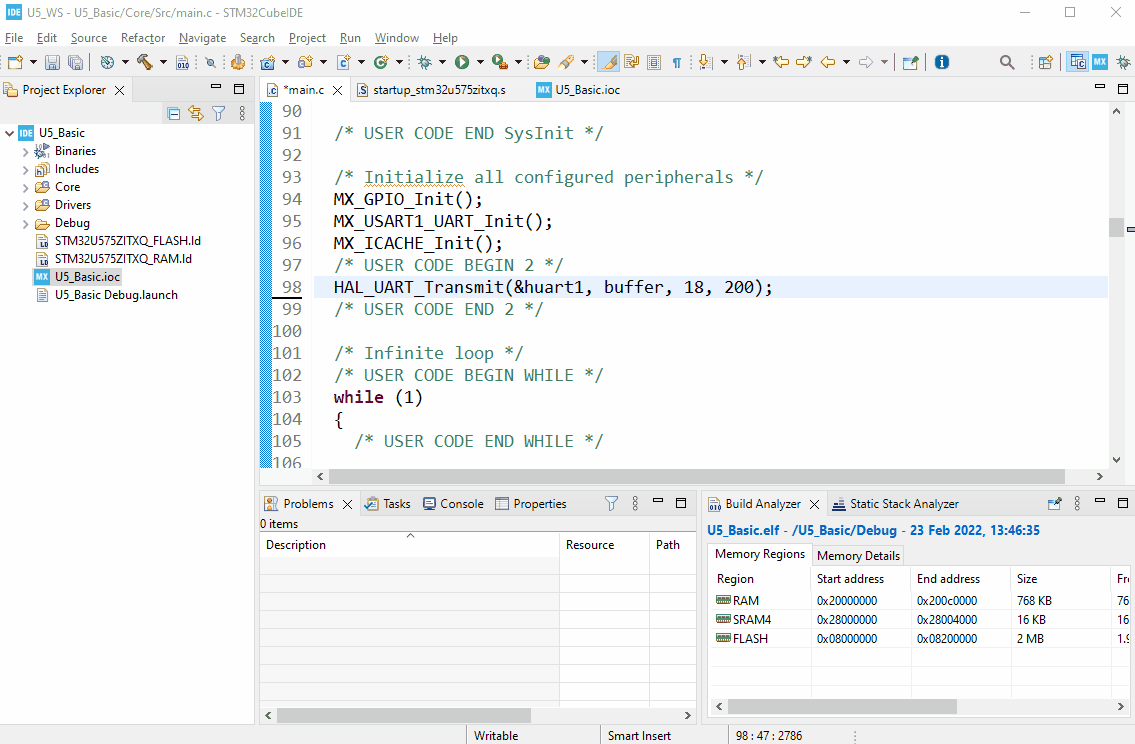 IDE U5_WS - U5_Basic/Core/Src/main.c - STM32CubeIDE
File Edit Source Refactor Navigate Search Project Run Window Help
Project Explorer
*main.c
startup_stm32u575zitxq.s
MX U5_Basic.ioc
IDE U5_Basic
Binaries
Includes
Core
Drivers
Debug
STM32U575ZITXQ_FLASH.ld
STM32U575ZITXQ_RAM.ld
MX U5_Basic.ioc
U5_Basic Debug.launch
90
91 /* USER CODE END SysInit */
92
93 /* Initialize all configured peripherals */
94 MX_GPIO_Init();
95 MX_USART1_UART_Init();
96 MX_ICACHE_Init();
97 /* USER CODE BEGIN 2 */
98 HAL_UART_Transmit(&huart1, buffer, 18, 200);
99 /* USER CODE END 2 */
100
101 /* Infinite loop */
102 /* USER CODE BEGIN WHILE */
103 while (1)
104 {
105 /* USER CODE END WHILE */
106
Problems Tasks Console Properties
0 items
Description Resource Path
Build Analyzer Static Stack Analyzer
U5_Basic.elf - /U5_Basic/Debug - 23 Feb 2022, 13:46:35
Memory Regions Memory Details
Region Start address End address Size
RAM 0x20000000 0x200c0000 768 KB
SRAM4 0x28000000 0x28004000 16 KB
FLASH 0x08000000 0x08200000 2 MB
Writable Smart Insert 98 : 47 : 2786